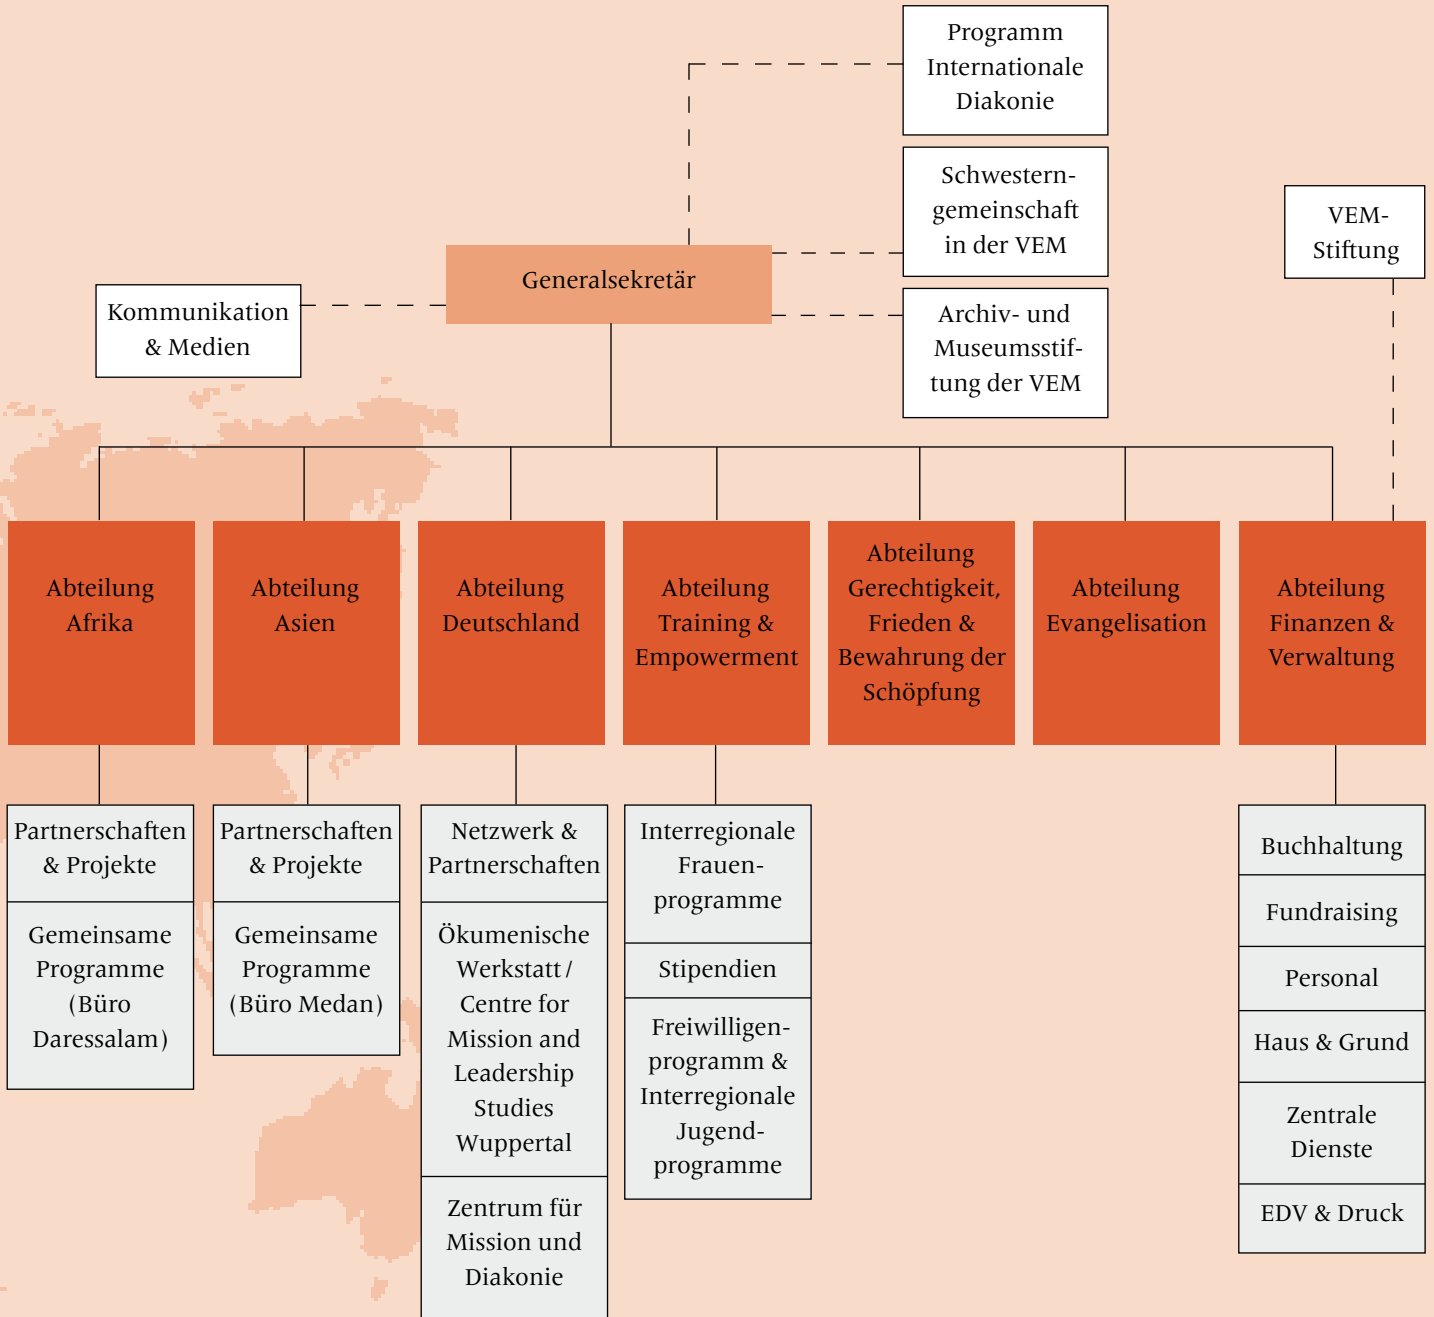 Programm
Internationale
Diakonie
Schwestern-
gemeinschaft
in der VEM
VEM-
Stiftung
Generalsekretär
Kommunikation
& Medien
Archiv- und
Museumsstif-
tung der VEM
Abteilung
Afrika
Abteilung
Asien
Abteilung
Deutschland
Abteilung
Training &
Empowerment
Abteilung
Gerechtigkeit,
Frieden &
Bewahrung der
Schöpfung
Abteilung
Evangelisation
Abteilung
Finanzen &
Verwaltung
Partnerschaften
& Projekte
Gemeinsame
Programme
(Büro
Daressalam)
Partnerschaften
& Projekte
Gemeinsame
Programme
(Büro Medan)
Netzwerk &
Partnerschaften
Ökumenische
Werkstatt /
Centre for
Mission and
Leadership
Studies
Wuppertal
Zentrum für
Mission und
Diakonie
Interregionale
Frauen-
programme
Stipendien
Freiwilligen-
programm &
Interregionale
Jugend-
programme
Buchhaltung
Fundraising
Personal
Haus & Grund
Zentrale
Dienste
EDV & Druck